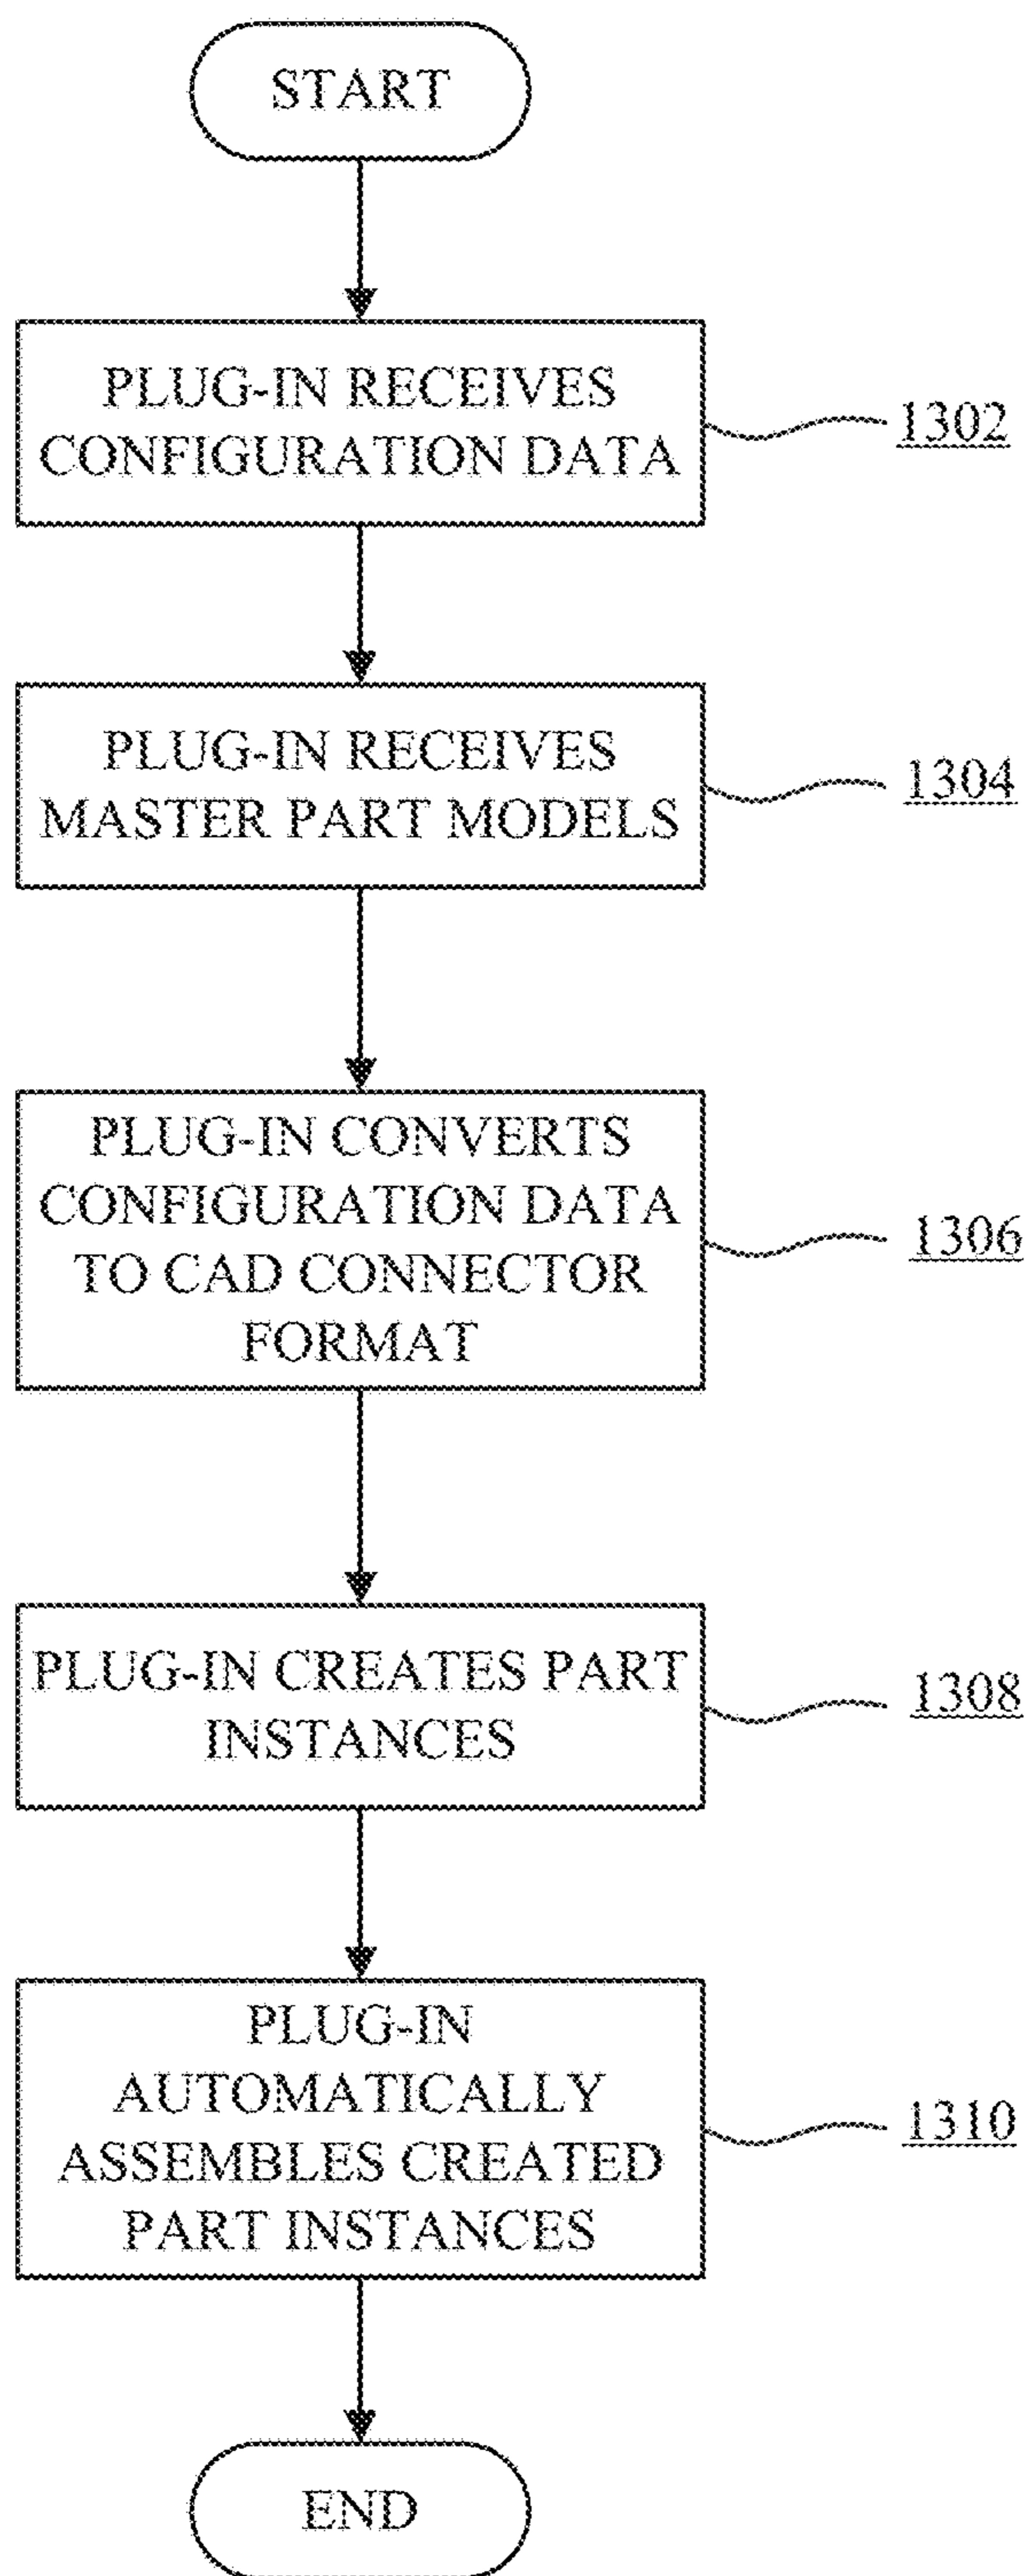 START
PLUG-IN RECEIVES
CONFIGURATION DATA
1302
PLUG-IN RECEIVES
MASTER PART MODELS
1304
PLUG-IN CONVERTS
CONFIGURATION DATA
TO CAD CONNECTOR
FORMAT
1306
PLUG-IN CREATES PART
INSTANCES
1308
PLUG-IN
AUTOMATICALLY
ASSEMBLES CREATED
PART INSTANCES
1310
END